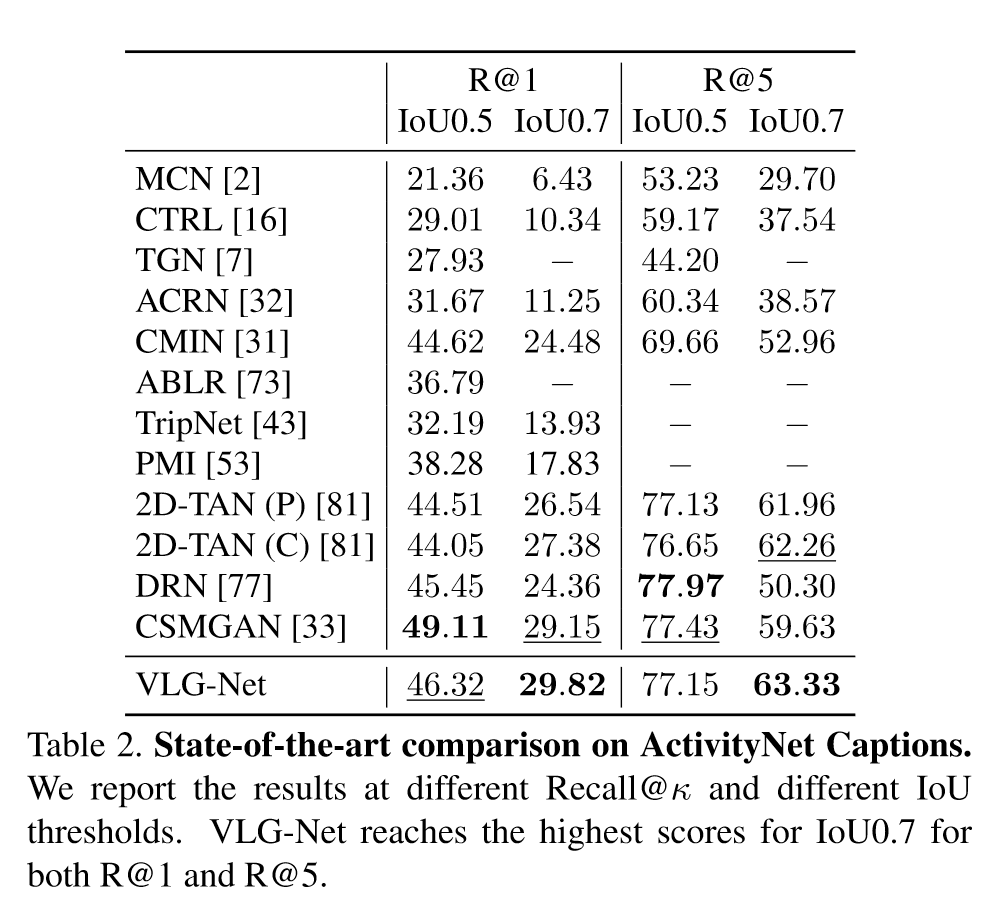 R@1 R@5
IoU0.5 IoU0.7 IoU0.5 IoU0.7
MCN [2] 21.36 6.43 53.23 29.70
CTRL [16] 29.01 10.34 59.17 37.54
TGN [7] 27.93 − 44.20 −
ACRN [32] 31.67 11.25 60.34 38.57
CMIN [31] 44.62 24.48 69.66 52.96
ABLR [73] 36.79 − − −
TripNet [43] 32.19 13.93 − −
PMI [53] 38.28 17.83 − −
2D-TAN (P) [81] 44.51 26.54 77.13 61.96
2D-TAN (C) [81] 44.05 27.38 76.65 62.26
DRN [77] 45.45 24.36 77.97 50.30
CSMGAN [33] 49.11 29.15 77.43 59.63
VLG-Net 46.32 29.82 77.15 63.33
Table 2. State-of-the-art comparison on ActivityNet Captions.
We report the results at different Recall@κ and different IoU
thresholds. VLG-Net reaches the highest scores for IoU0.7 for
both R@1 and R@5.